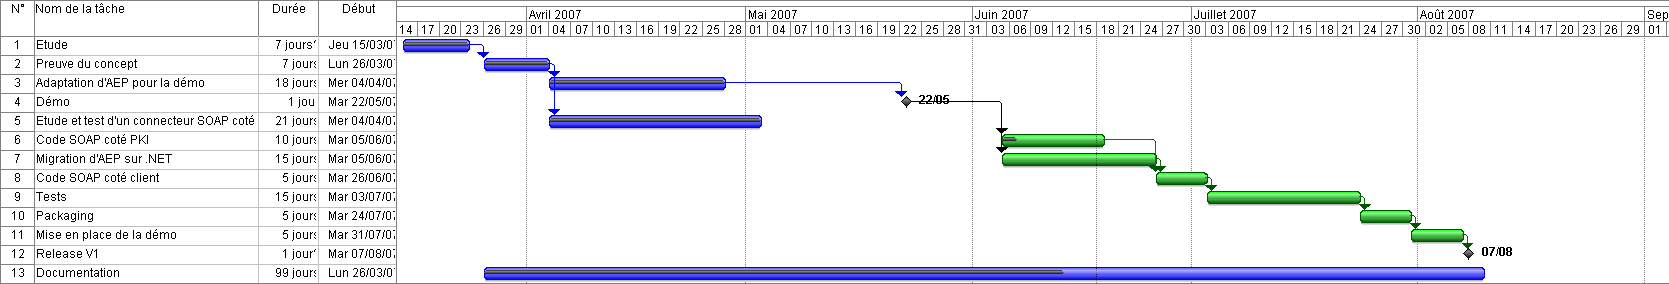 N° Nom de la tâche Durée Début Avril 2007 Mai 2007 Juin 2007 Juillet 2007 Août 2007 Sep
14 17 20 23 26 29 01 04 07 10 13 16 19 22 25 28 01 04 07 10 13 16 19 22 25 28 31 03 06 09 12 15 18 21 24 27 30 03 06 09 12 15 18 21 24 27 30 02 05 08 11 14 17 20 23 26 29 01
1 Etude 7 jours? Jeu 15/03/0
2 Preuve du concept 7 jours Lun 26/03/0
3 Adaptation d'AEP pour la démo 18 jours Mer 04/04/0
4 Démo 1 jou Mar 22/05/0 22/05
5 Etude et test d'un connecteur SOAP coté 21 jours Mer 04/04/0
6 Code SOAP coté PKI 10 jours Mar 05/06/0
7 Migration d'AEP sur .NET 15 jours Mar 05/06/0
8 Code SOAP coté client 5 jours Mar 26/06/0
9 Tests 15 jours Mar 03/07/0
10 Packaging 5 jours Mar 24/07/0
11 Mise en place de la démo 5 jours Mar 31/07/0
12 Release V1 1 jour? Mar 07/08/0 07/08
13 Documentation 99 jours Lun 26/03/0